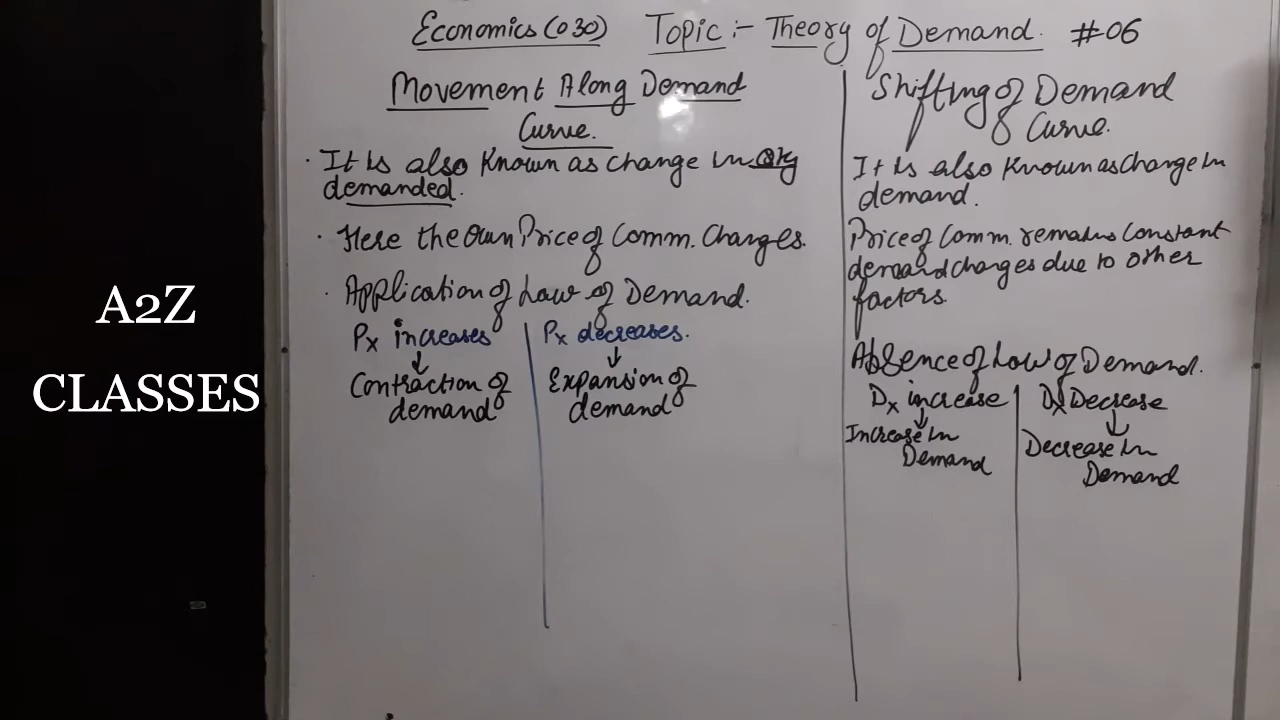 Economics (030) Topic :- Theory of Demand. #06
Movement Along Demand
Curve.
· It is also known as change in qty
demanded.
· Here the own Price of Comm. Changes.
· Application of Law of Demand.
Px increases
↓
Contraction of
demand
Px decreases.
↓
Expansion of
demand
Shifting of Demand
Curve.
It is also known as change in
demand.
Price of Comm. remains constant
demand changes due to other
factors.
Absence of Law of Demand.
Dx increase
↓
Increase in
Demand
Dx Decrease
↓
Decrease in
Demand
A2Z
CLASSES